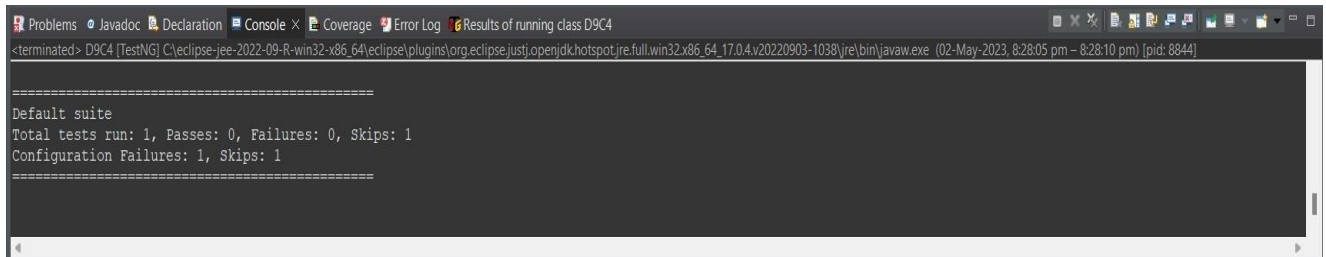 Problems Javadoc Declaration Console Coverage Error Log Results of running class D9C4
<terminated> D9C4 [TestNG] C:\eclipse-jee-2022-09-R-win32-x86_64\eclipse\plugins\org.eclipse.justj.openjdk.hotspot.jre.full.win32.x86_64_17.0.4.v20220903-1038\jre\bin\javaw.exe (02-May-2023, 8:28:05 pm – 8:28:10 pm) [pid: 8844]
===============================================
Default suite
Total tests run: 1, Passes: 0, Failures: 0, Skips: 1
Configuration Failures: 1, Skips: 1
===============================================